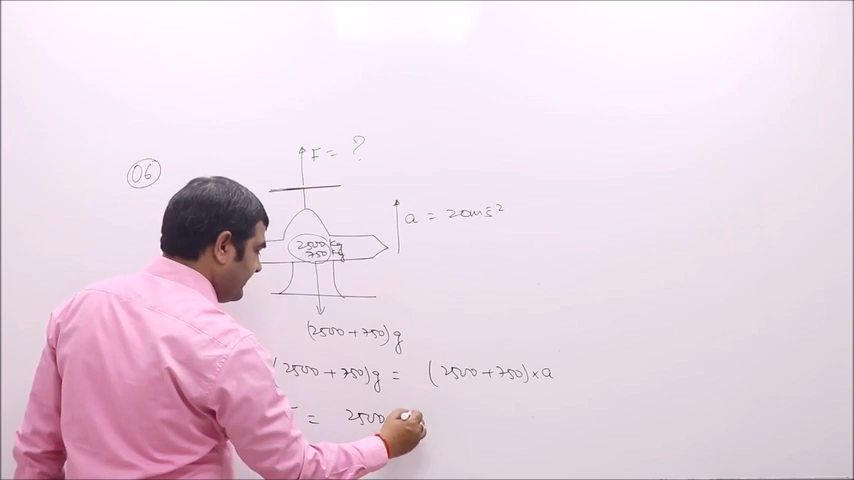 06
F = ?
a = 20ms⁻²
2500 kg
750 kg
(2500 + 750) g
2500 + 750) g = (2500 + 750) × a
= 2500